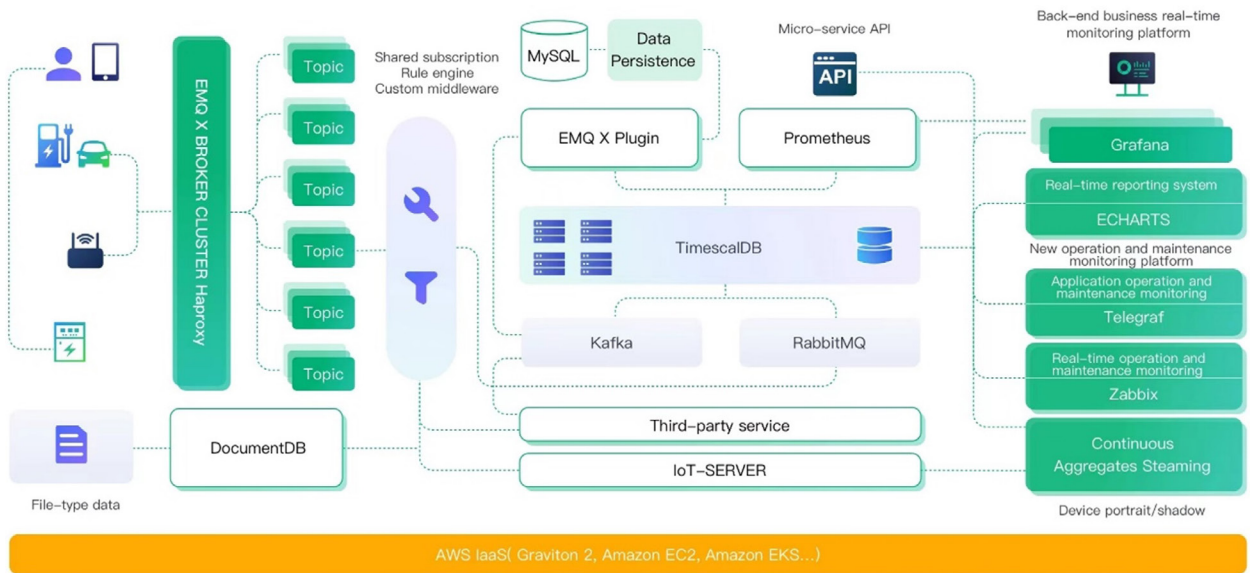 EMQ X BROKER CLUSTER Haproxy
Topic
Topic
Topic
Topic
Topic
Topic
Shared subscription
Rule engine
Custom middleware
MySQL
Data
Persistence
Micro-service API
API
Back-end business real-time
monitoring platform
EMQ X Plugin
Prometheus
Grafana
Real-time reporting system
ECHARTS
TimescalDB
New operation and maintenance
monitoring platform
Application operation and
maintenance monitoring
Telegraf
Kafka
RabbitMQ
Real-time operation and
maintenance monitoring
Zabbix
DocumentDB
Third-party service
IoT-SERVER
Continuous
Aggregates Steaming
File-type data
Device portrait/shadow
AWS IaaS( Graviton 2, Amazon EC2, Amazon EKS...)